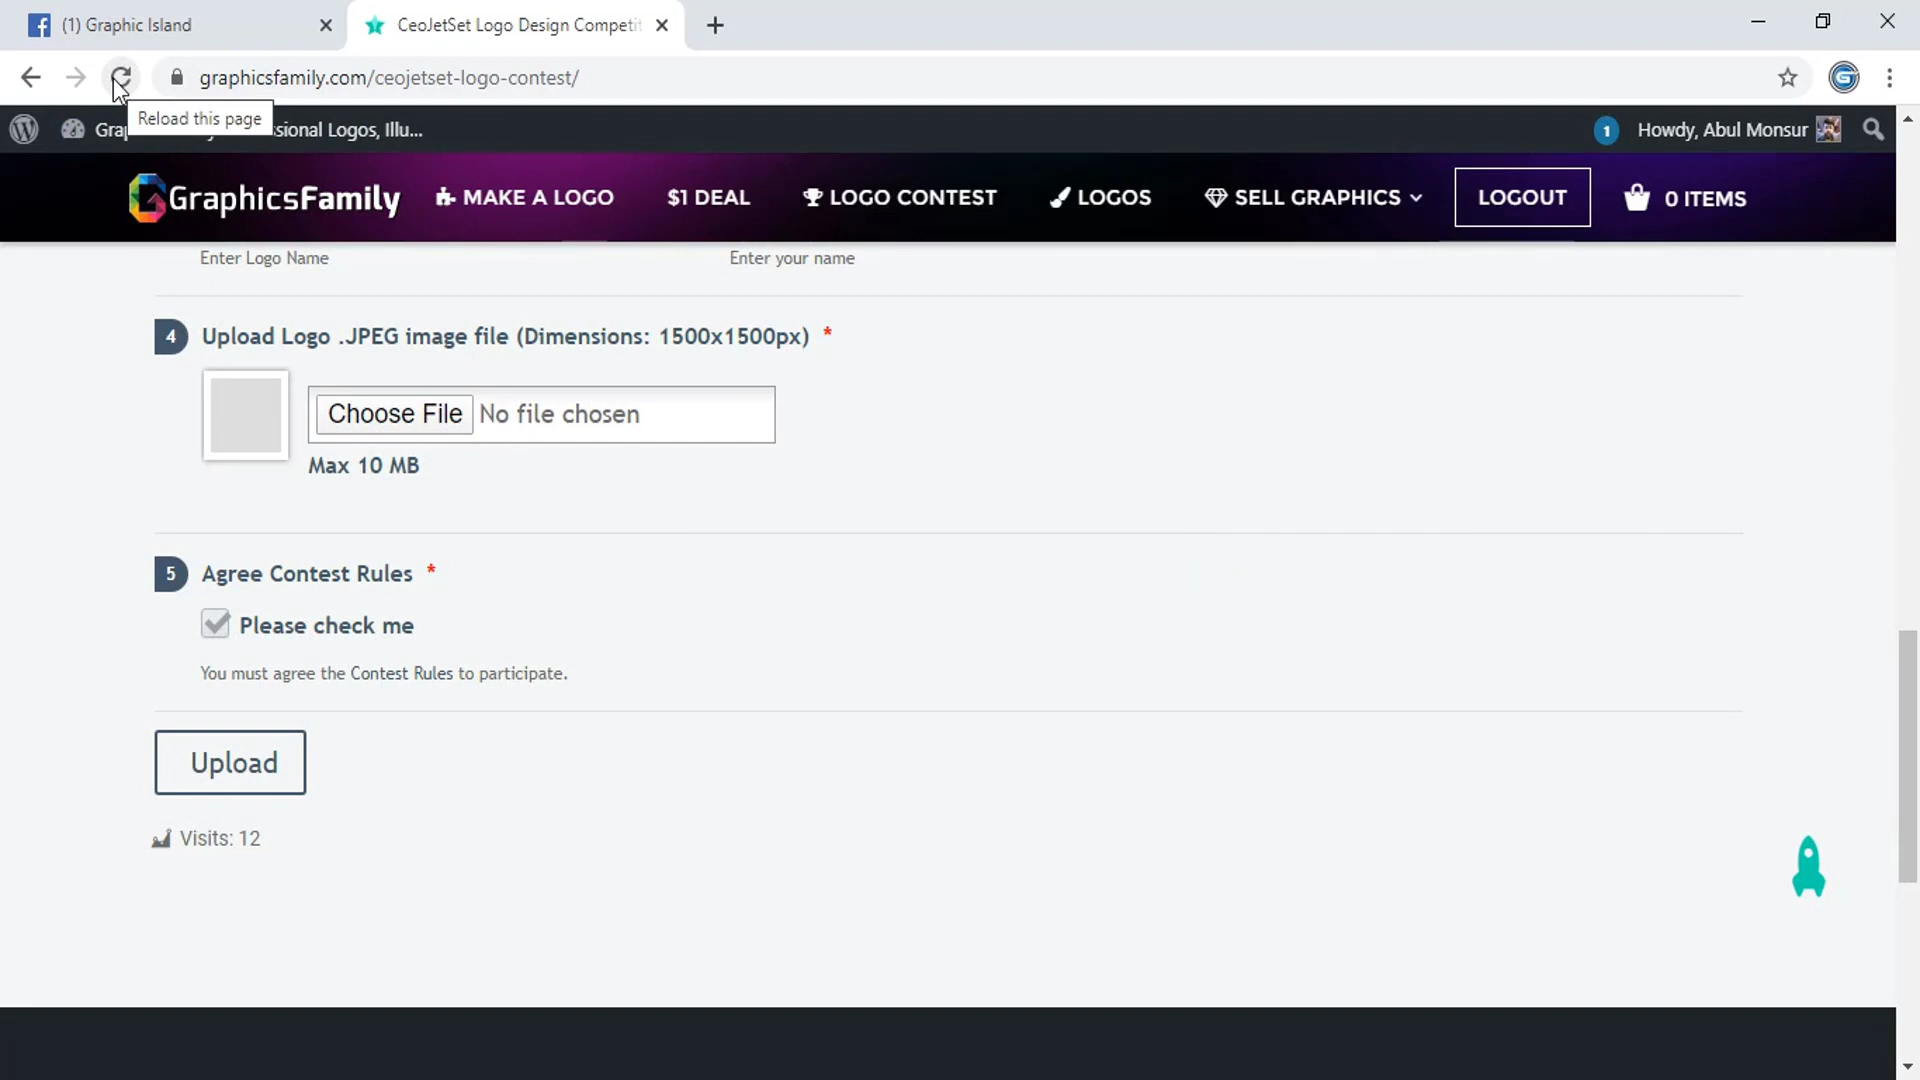 (1) Graphic Island
CeoJetSet Logo Design Competit
graphicsfamily.com/ceojetset-logo-contest/
Reload this page
sional Logos, Illu...
1
Howdy, Abul Monsur
GraphicsFamily
MAKE A LOGO
$1 DEAL
LOGO CONTEST
LOGOS
SELL GRAPHICS
LOGOUT
0 ITEMS
Enter Logo Name
Enter your name
4
Upload Logo .JPEG image file (Dimensions: 1500x1500px) *
Choose File No file chosen
Max 10 MB
5
Agree Contest Rules *
Please check me
You must agree the Contest Rules to participate.
Upload
Visits: 12